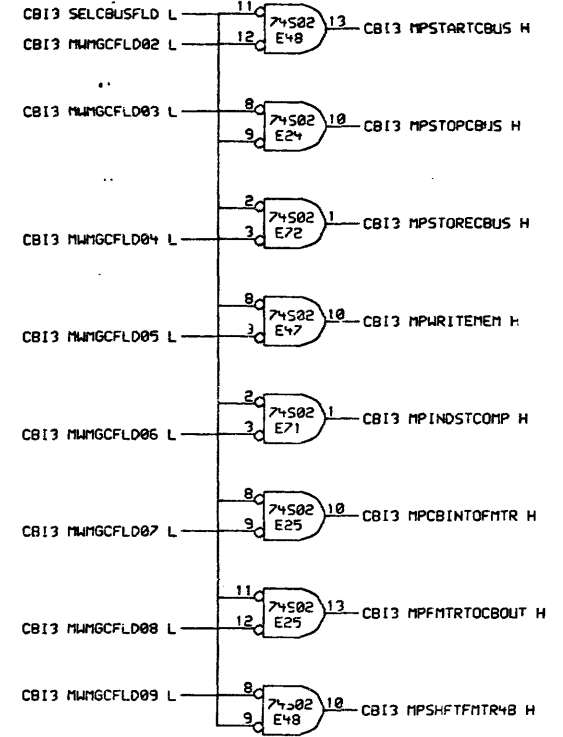 CBI3 SELCBUSFLD L
11
12
74S02
E48
13
CBI3 MPSTARTCBUS H
CBI3 MWMGCFLD02 L
CBI3 MWMGCFLD03 L
8
9
74S02
E24
10
CBI3 MPSTOPCBUS H
2
3
74S02
E72
1
CBI3 MPSTORECBUS H
CBI3 MWMGCFLD04 L
8
74S02
E47
10
CBI3 MPWRITEMEM H
CBI3 MWMGCFLD05 L
2
3
74S02
E71
1
CBI3 MPINDSTCOMP H
CBI3 MWMGCFLD06 L
8
9
74S02
E25
10
CBI3 MPCBINTOFMTR H
CBI3 MWMGCFLD07 L
11
12
74S02
E25
13
CBI3 MPFMTRTOCBOUT H
CBI3 MWMGCFLD08 L
CBI3 MWMGCFLD09 L
8
9
74S02
E48
10
CBI3 MPSHFTFMTR4B H